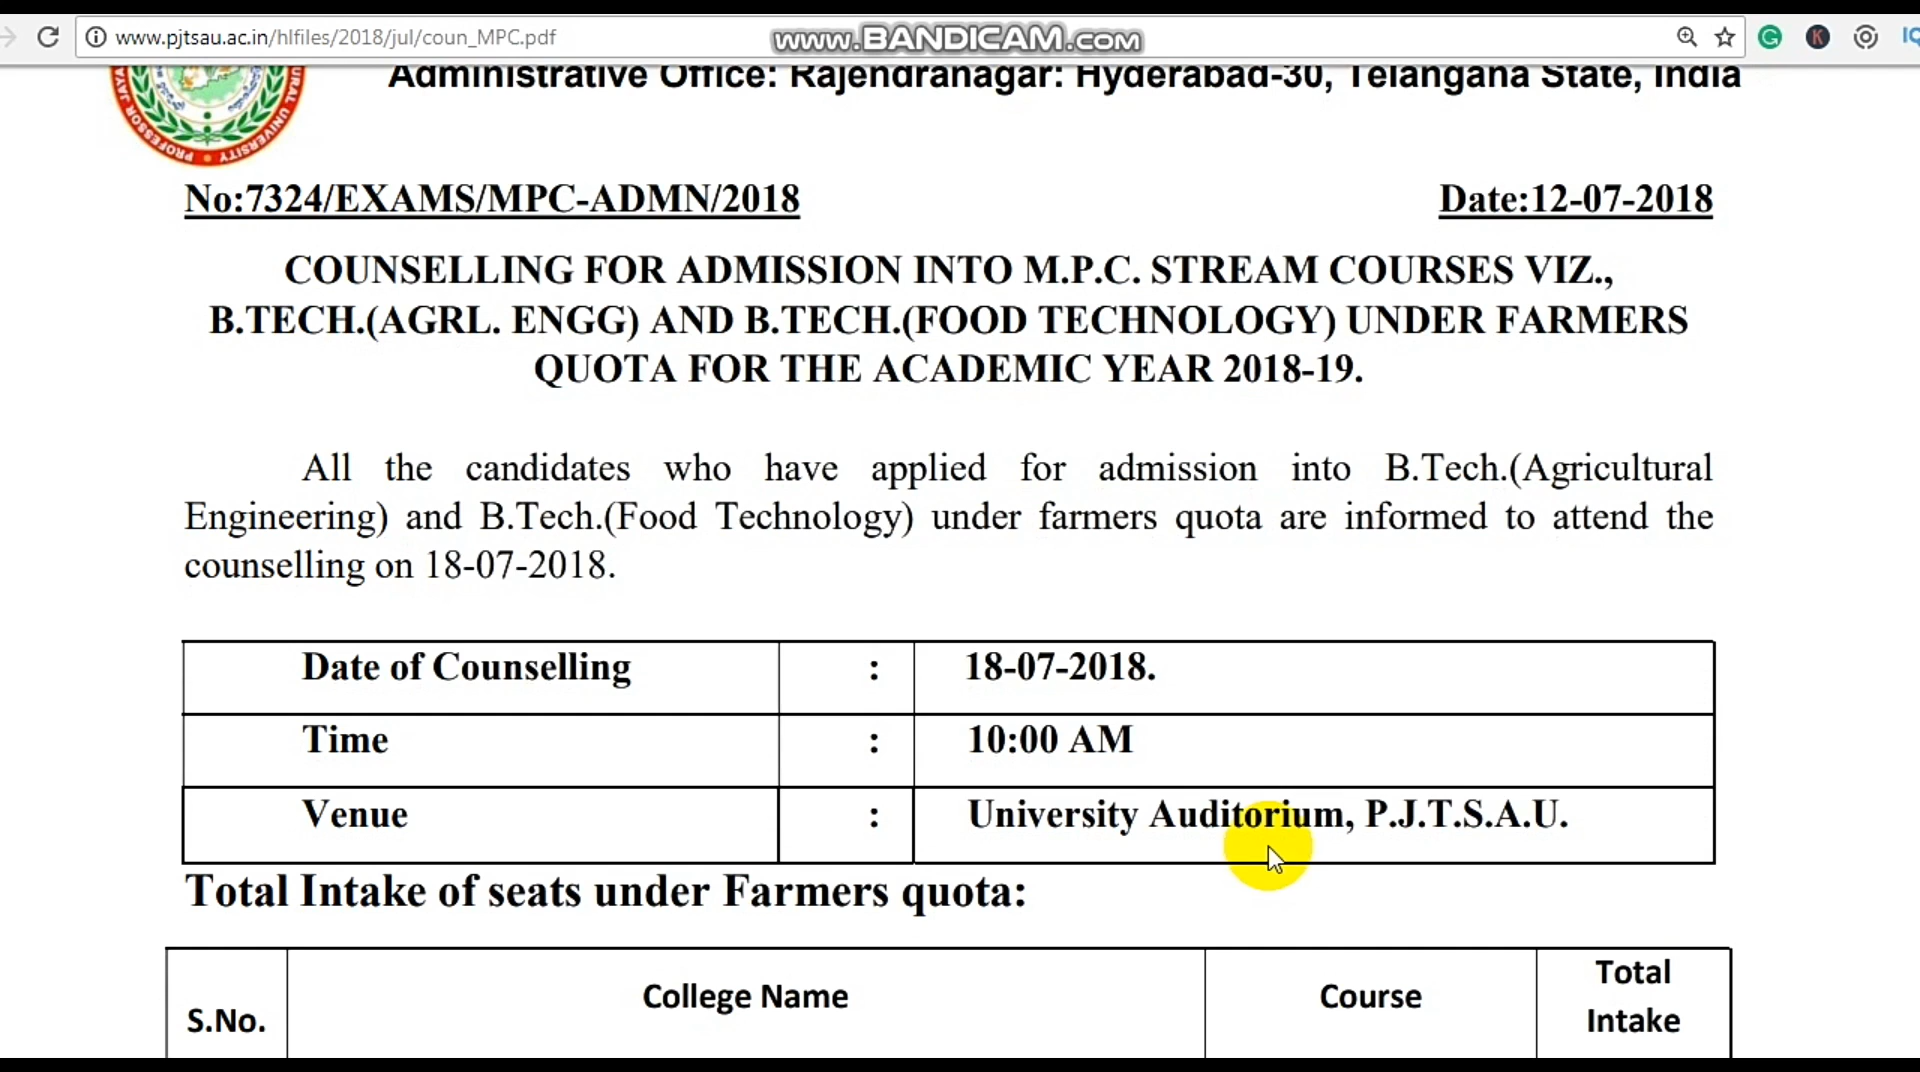 www.pjtsau.ac.in/hlfiles/2018/jul/coun_MPC.pdf
www.BANDICAM.com
Administrative Office: Rajendranagar: Hyderabad-30, Telangana State, India
No:7324/EXAMS/MPC-ADMN/2018 Date:12-07-2018
COUNSELLING FOR ADMISSION INTO M.P.C. STREAM COURSES VIZ.,
B.TECH.(AGRL. ENGG) AND B.TECH.(FOOD TECHNOLOGY) UNDER FARMERS
QUOTA FOR THE ACADEMIC YEAR 2018-19.
All the candidates who have applied for admission into B.Tech.(Agricultural
Engineering) and B.Tech.(Food Technology) under farmers quota are informed to attend the
counselling on 18-07-2018.
Date of Counselling : 18-07-2018.
Time : 10:00 AM
Venue : University Auditorium, P.J.T.S.A.U.
Total Intake of seats under Farmers quota:
S.No. College Name Course Total
Intake